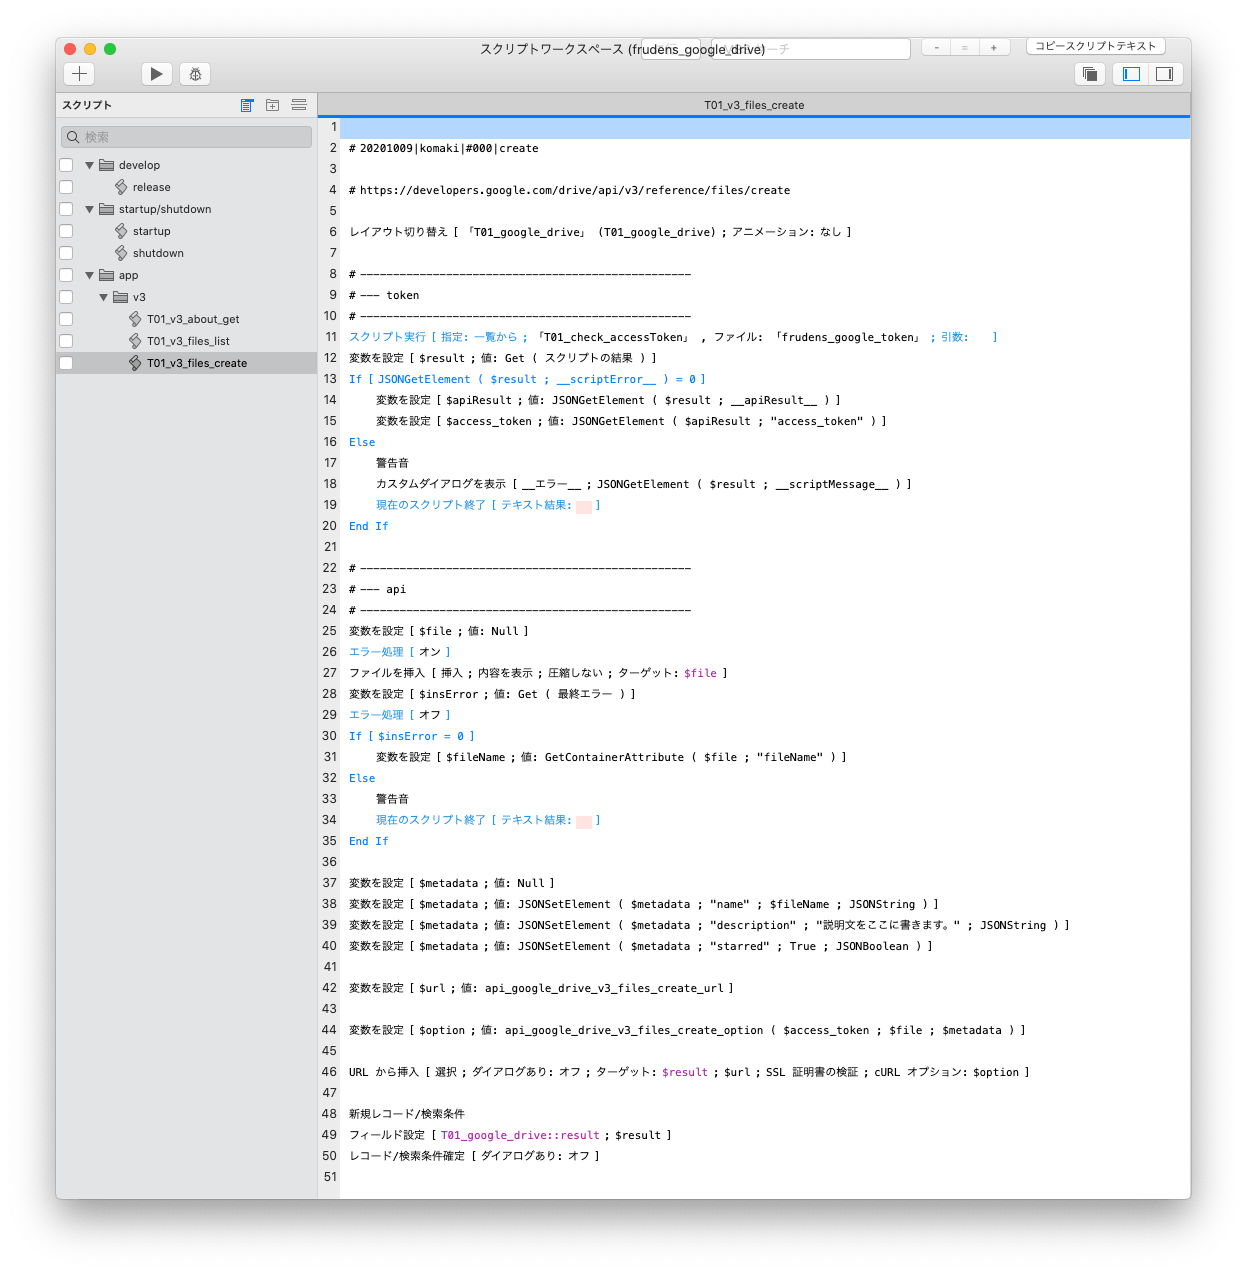 スクリプトワークスペース (frudens_google_drive)
- = +
コピースクリプトテキスト
スクリプト
T01_v3_files_create
検索
develop
release
startup/shutdown
startup
shutdown
app
v3
T01_v3_about_get
T01_v3_files_list
T01_v3_files_create
1
2 # 20201009|komaki|#000|create
3
4 # https://developers.google.com/drive/api/v3/reference/files/create
5
6 レイアウト切り替え [ 「T01_google_drive」 (T01_google_drive) ; アニメーション: なし ]
7
8 # --------------------------------------------------
9 # --- token
10 # --------------------------------------------------
11 スクリプト実行 [ 指定: 一覧から ; 「T01_check_accessToken」 , ファイル: 「frudens_google_token」 ; 引数: ]
12 変数を設定 [ $result ; 値: Get ( スクリプトの結果 ) ]
13 If [ JSONGetElement ( $result ; __scriptError__ ) = 0 ]
14 変数を設定 [ $apiResult ; 値: JSONGetElement ( $result ; __apiResult__ ) ]
15 変数を設定 [ $access_token ; 値: JSONGetElement ( $apiResult ; "access_token" ) ]
16 Else
17 警告音
18 カスタムダイアログを表示 [ __エラー__ ; JSONGetElement ( $result ; __scriptMessage__ ) ]
19 現在のスクリプト終了 [ テキスト結果: ]
20 End If
21
22 # --------------------------------------------------
23 # --- api
24 # --------------------------------------------------
25 変数を設定 [ $file ; 値: Null ]
26 エラー処理 [ オン ]
27 ファイルを挿入 [ 挿入 ; 内容を表示 ; 圧縮しない ; ターゲット: $file ]
28 変数を設定 [ $insError ; 値: Get ( 最終エラー ) ]
29 エラー処理 [ オフ ]
30 If [ $insError = 0 ]
31 変数を設定 [ $fileName ; 値: GetContainerAttribute ( $file ; "fileName" ) ]
32 Else
33 警告音
34 現在のスクリプト終了 [ テキスト結果: ]
35 End If
36
37 変数を設定 [ $metadata ; 値: Null ]
38 変数を設定 [ $metadata ; 値: JSONSetElement ( $metadata ; "name" ; $fileName ; JSONString ) ]
39 変数を設定 [ $metadata ; 値: JSONSetElement ( $metadata ; "description" ; "説明文をここに書きます。" ; JSONString ) ]
40 変数を設定 [ $metadata ; 値: JSONSetElement ( $metadata ; "starred" ; True ; JSONBoolean ) ]
41
42 変数を設定 [ $url ; 値: api_google_drive_v3_files_create_url ]
43
44 変数を設定 [ $option ; 値: api_google_drive_v3_files_create_option ( $access_token ; $file ; $metadata ) ]
45
46 URL から挿入 [ 選択 ; ダイアログあり: オフ ; ターゲット: $result ; $url ; SSL 証明書の検証 ; cURL オプション: $option ]
47
48 新規レコード/検索条件
49 フィールド設定 [ T01_google_drive::result ; $result ]
50 レコード/検索条件確定 [ ダイアログあり: オフ ]
51